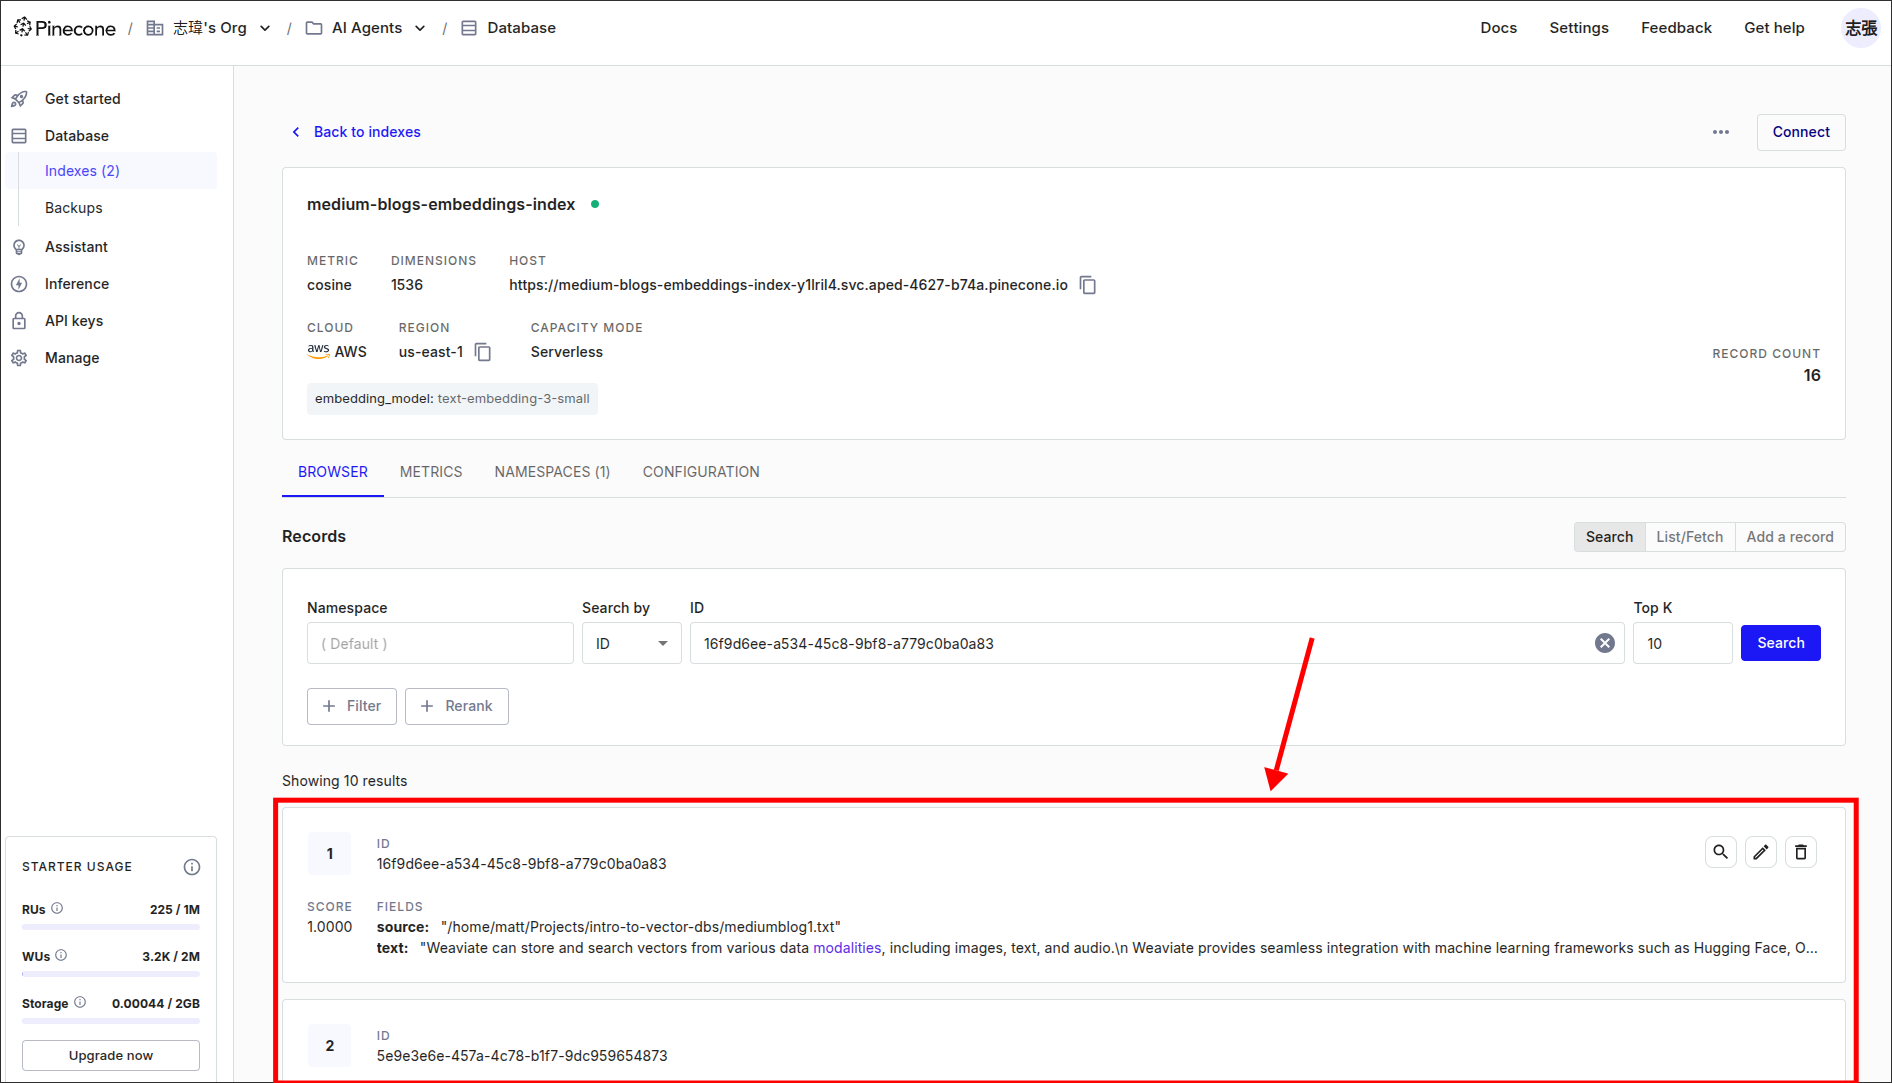 Pinecone / 志瑋's Org / AI Agents / Database
Docs Settings Feedback Get help 志張
Get started
Database
Indexes (2)
Backups
Assistant
Inference
API keys
Manage
STARTER USAGE
RUs 225 / 1M
WUs 3.2K / 2M
Storage 0.00044 / 2GB
Upgrade now
Back to indexes
Connect
medium-blogs-embeddings-index
METRIC DIMENSIONS HOST
cosine 1536 https://medium-blogs-embeddings-index-y1lril4.svc.aped-4627-b74a.pinecone.io
CLOUD REGION CAPACITY MODE
aws AWS us-east-1 Serverless
RECORD COUNT
16
embedding_model: text-embedding-3-small
BROWSER METRICS NAMESPACES (1) CONFIGURATION
Records
Search List/Fetch Add a record
Namespace Search by ID Top K
( Default ) ID 16f9d6ee-a534-45c8-9bf8-a779c0ba0a83 10 Search
Filter Rerank
Showing 10 results
1
ID
16f9d6ee-a534-45c8-9bf8-a779c0ba0a83
SCORE FIELDS
1.0000 source: "/home/matt/Projects/intro-to-vector-dbs/mediumblog1.txt"
text: "Weaviate can store and search vectors from various data modalities, including images, text, and audio.\n Weaviate provides seamless integration with machine learning frameworks such as Hugging Face, O...
2
ID
5e9e3e6e-457a-4c78-b1f7-9dc959654873